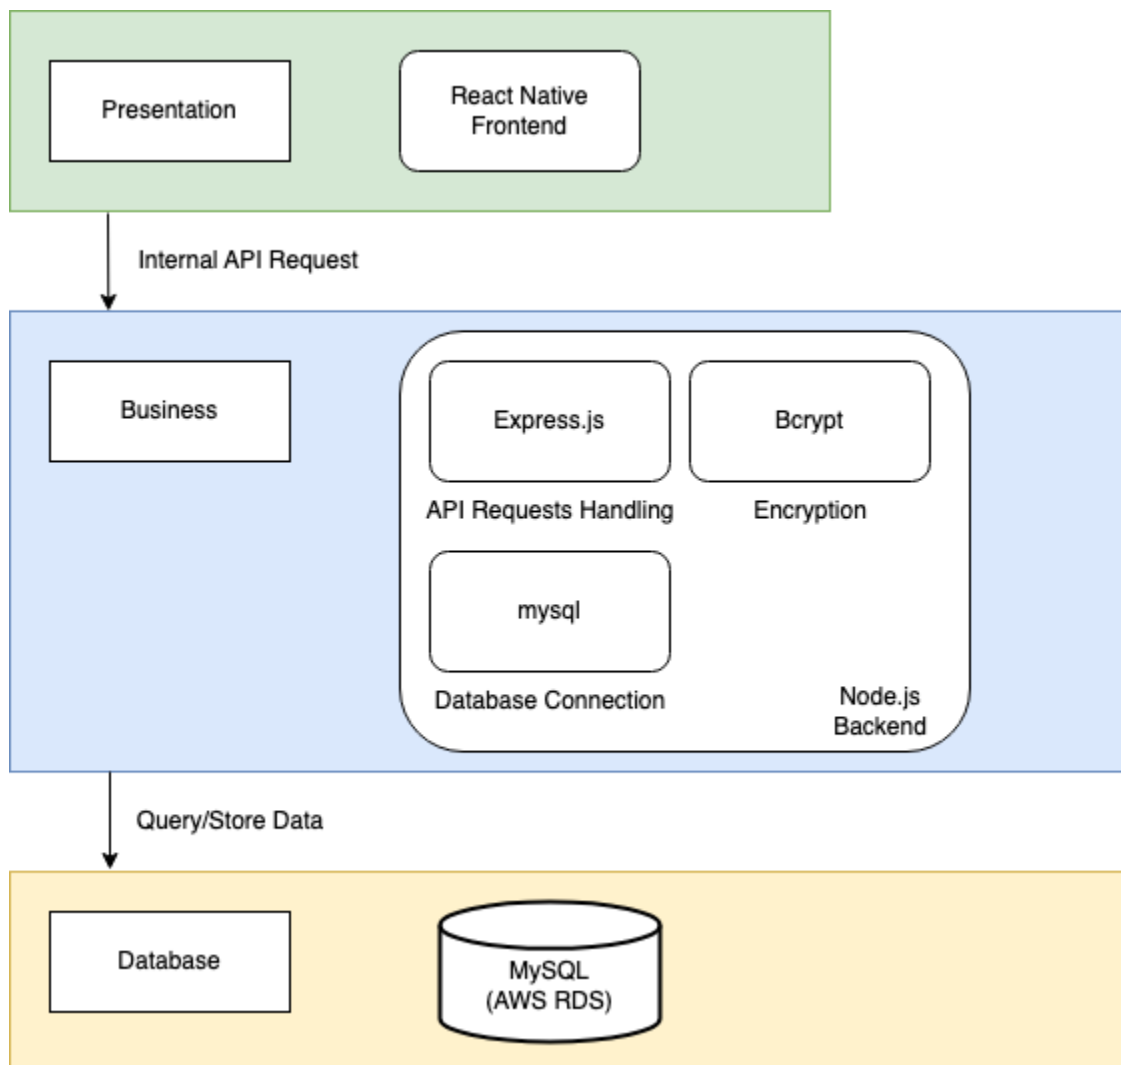 Presentation
React Native
Frontend
Internal API Request
Business
Express.js
Bcrypt
API Requests Handling
Encryption
mysql
Database Connection
Node.js
Backend
Query/Store Data
Database
MySQL
(AWS RDS)